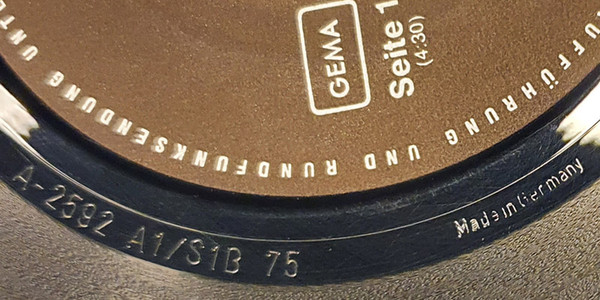 GEMA
Seite 1
(4:30)
UFFÜHRUNG UND RUNDFUNKSENDUNG UNTE
A-2592 A1/S1B 75
Made in Germany